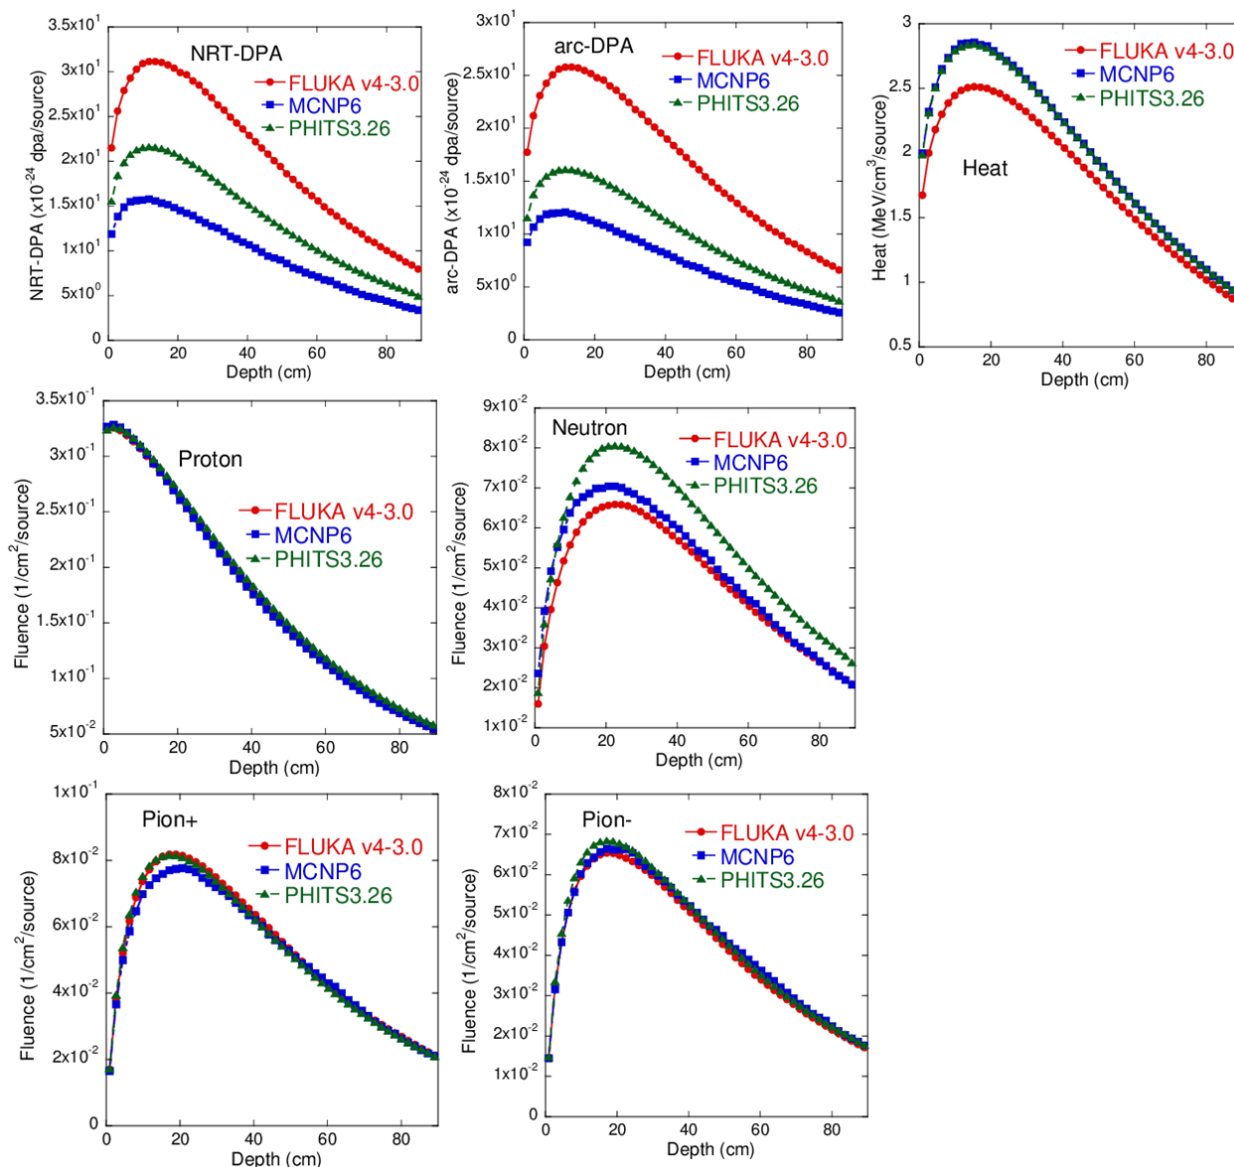 NRT-DPA
FLUKA v4-3.0
MCNP6
PHITS3.26
NRT-DPA (x10⁻²⁴ dpa/source)
3.5x10¹
3x10¹
2.5x10¹
2x10¹
1.5x10¹
1x10¹
5x10⁰
0
0 20 40 60 80
Depth (cm)
arc-DPA
FLUKA v4-3.0
MCNP6
PHITS3.26
arc-DPA (x10⁻²⁴ dpa/source)
3x10¹
2.5x10¹
2x10¹
1.5x10¹
1x10¹
5x10⁰
0
0 20 40 60 80
Depth (cm)
FLUKA v4-3.0
MCNP6
PHITS3.26
Heat
Heat (MeV/cm³/source)
3
2.5
2
1.5
1
0.5
0 20 40 60 80
Depth (cm)
Proton
FLUKA v4-3.0
MCNP6
PHITS3.26
Fluence (1/cm²/source)
3.5x10⁻¹
3x10⁻¹
2.5x10⁻¹
2x10⁻¹
1.5x10⁻¹
1x10⁻¹
5x10⁻²
0 20 40 60 80
Depth (cm)
Neutron
FLUKA v4-3.0
MCNP6
PHITS3.26
Fluence (1/cm²/source)
9x10⁻²
8x10⁻²
7x10⁻²
6x10⁻²
5x10⁻²
4x10⁻²
3x10⁻²
2x10⁻²
1x10⁻²
0 20 40 60 80
Depth (cm)
Pion+
FLUKA v4-3.0
MCNP6
PHITS3.26
Fluence (1/cm²/source)
1x10⁻¹
8x10⁻²
6x10⁻²
4x10⁻²
2x10⁻²
0
0 20 40 60 80
Depth (cm)
Pion-
FLUKA v4-3.0
MCNP6
PHITS3.26
Fluence (1/cm²/source)
8x10⁻²
7x10⁻²
6x10⁻²
5x10⁻²
4x10⁻²
3x10⁻²
2x10⁻²
1x10⁻²
0
0 20 40 60 80
Depth (cm)